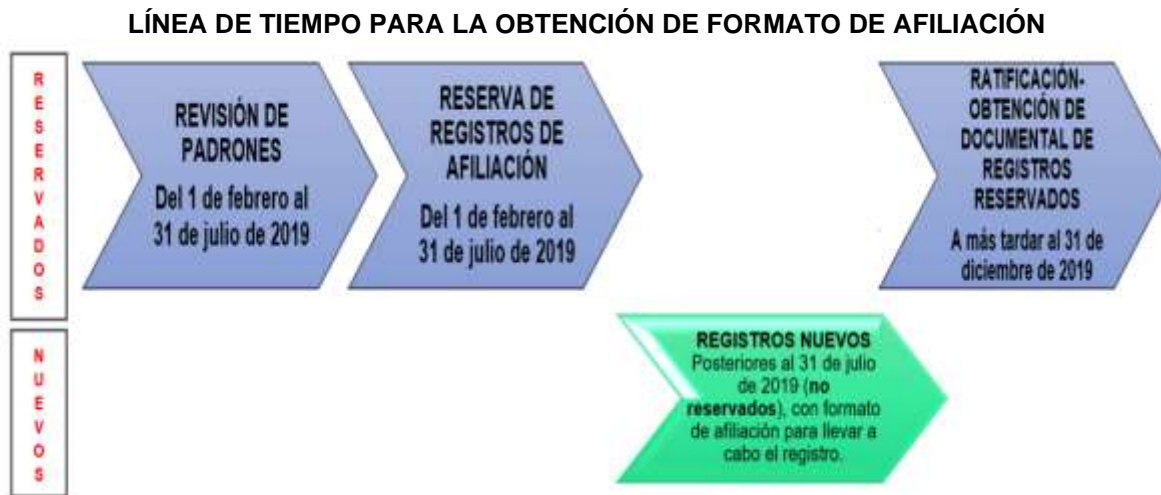 LÍNEA DE TIEMPO PARA LA OBTENCIÓN DE FORMATO DE AFILIACIÓN
RESERVADOS
REVISIÓN DE
PADRONES
Del 1 de febrero al
31 de julio de 2019
RESERVA DE
REGISTROS DE
AFILIACIÓN
Del 1 de febrero al
31 de julio de 2019
RATIFICACIÓN-
OBTENCIÓN DE
DOCUMENTAL DE
REGISTROS
RESERVADOS
A más tardar al 31 de
diciembre de 2019
NUEVOS
REGISTROS NUEVOS
Posteriores al 31 de julio
de 2019 (no
reservados), con formato
de afiliación para llevar a
cabo el registro.